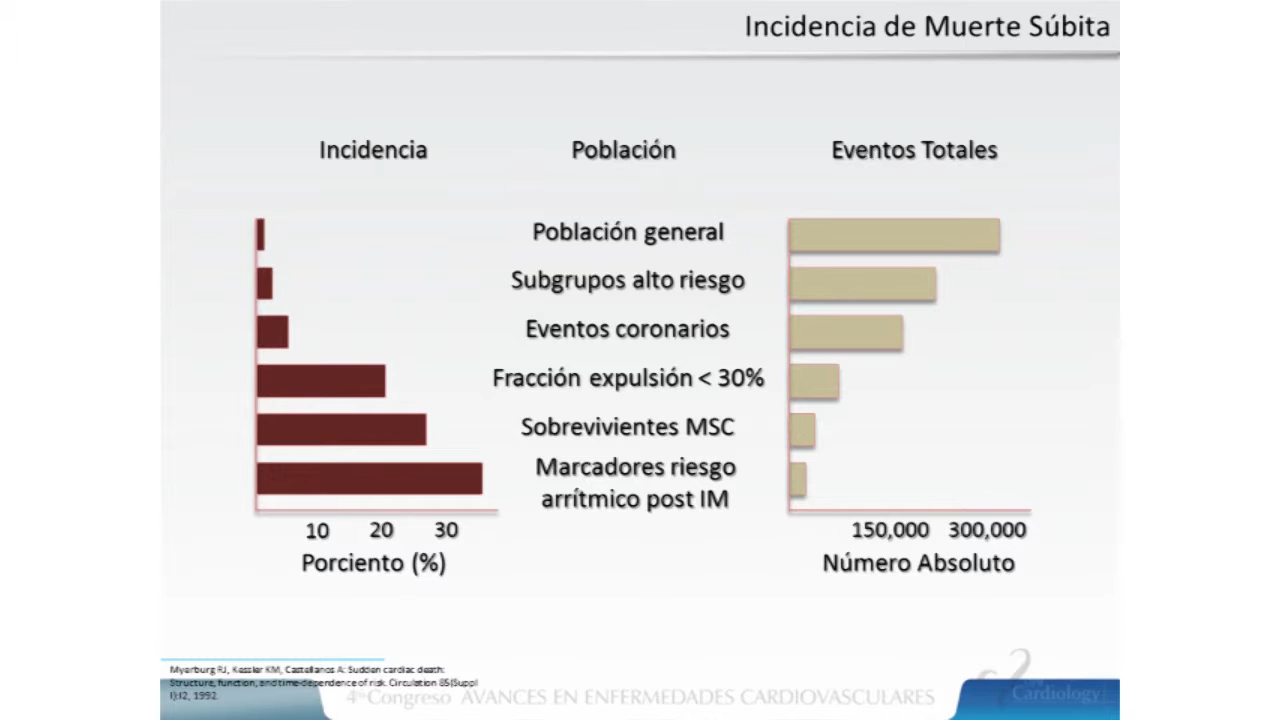 Incidencia de Muerte Súbita
Incidencia
Población
Eventos Totales
Población general
Subgrupos alto riesgo
Eventos coronarios
Fracción expulsión < 30%
Sobrevivientes MSC
Marcadores riesgo
arrítmico post IM
10 20 30
Porciento (%)
150,000 300,000
Número Absoluto
Myerburg RJ, Kessler KM, Castellanos A: Sudden cardiac death:
Structure, function, and time-dependence of risk. Circulation 85(Suppl
I):I2, 1992.
4 Congreso AVANCES EN ENFERMEDADES CARDIOVASCULARES
Cardiology